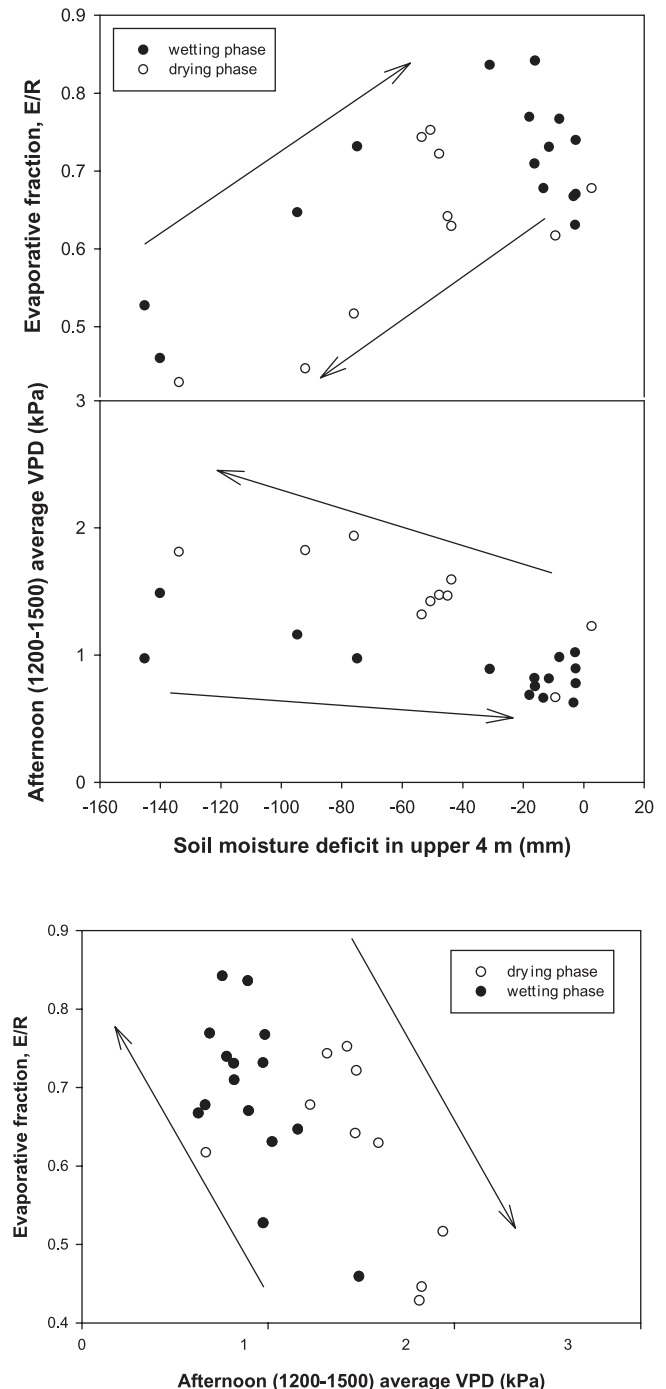 0.9
wetting phase
drying phase
0.8
0.7
0.6
0.5
Evaporative fraction, E/R
3
2
1
0
Afternoon (1200-1500) average VPD (kPa)
-160 -140 -120 -100 -80 -60 -40 -20 0 20
Soil moisture deficit in upper 4 m (mm)
0.9
drying phase
wetting phase
0.8
0.7
0.6
0.5
0.4
Evaporative fraction, E/R
0 1 2 3
Afternoon (1200-1500) average VPD (kPa)